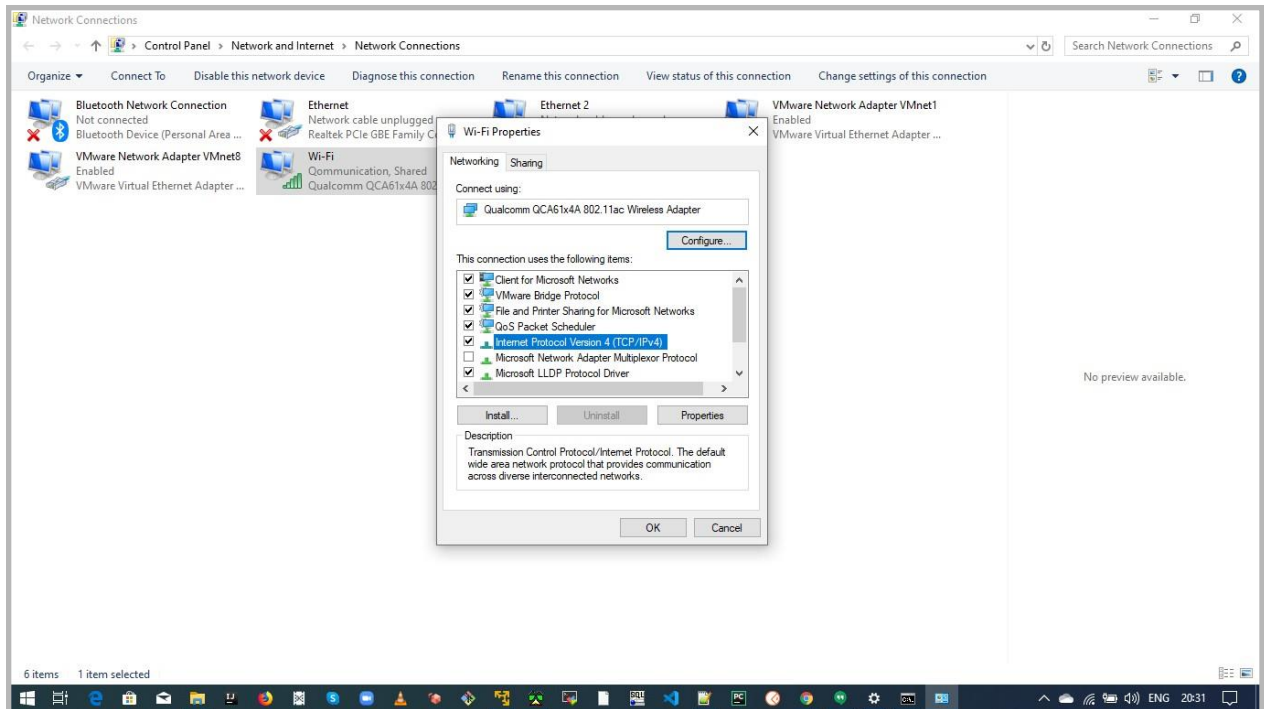 Network Connections
Control Panel > Network and Internet > Network Connections
Search Network Connections
Organize Connect To Disable this network device Diagnose this connection Rename this connection View status of this connection Change settings of this connection
Bluetooth Network Connection
Not connected
Bluetooth Device (Personal Area ...
Ethernet
Network cable unplugged
Realtek PCIe GBE Family
Ethernet 2
VMware Network Adapter VMnet1
Enabled
VMware Virtual Ethernet Adapter ...
VMware Network Adapter VMnet8
Enabled
VMware Virtual Ethernet Adapter ...
Wi-Fi
Qommunication, Shared
Qualcomm QCA61x4A 802
Wi-Fi Properties
Networking Sharing
Connect using:
Qualcomm QCA61x4A 802.11ac Wireless Adapter
Configure...
This connection uses the following items:
Client for Microsoft Networks
VMware Bridge Protocol
File and Printer Sharing for Microsoft Networks
QoS Packet Scheduler
Internet Protocol Version 4 (TCP/IPv4)
Microsoft Network Adapter Multiplexor Protocol
Microsoft LLDP Protocol Driver
Install... Uninstall Properties
Description
Transmission Control Protocol/Internet Protocol. The default
wide area network protocol that provides communication
across diverse interconnected networks.
OK Cancel
No preview available.
6 items 1 item selected
ENG 20:31